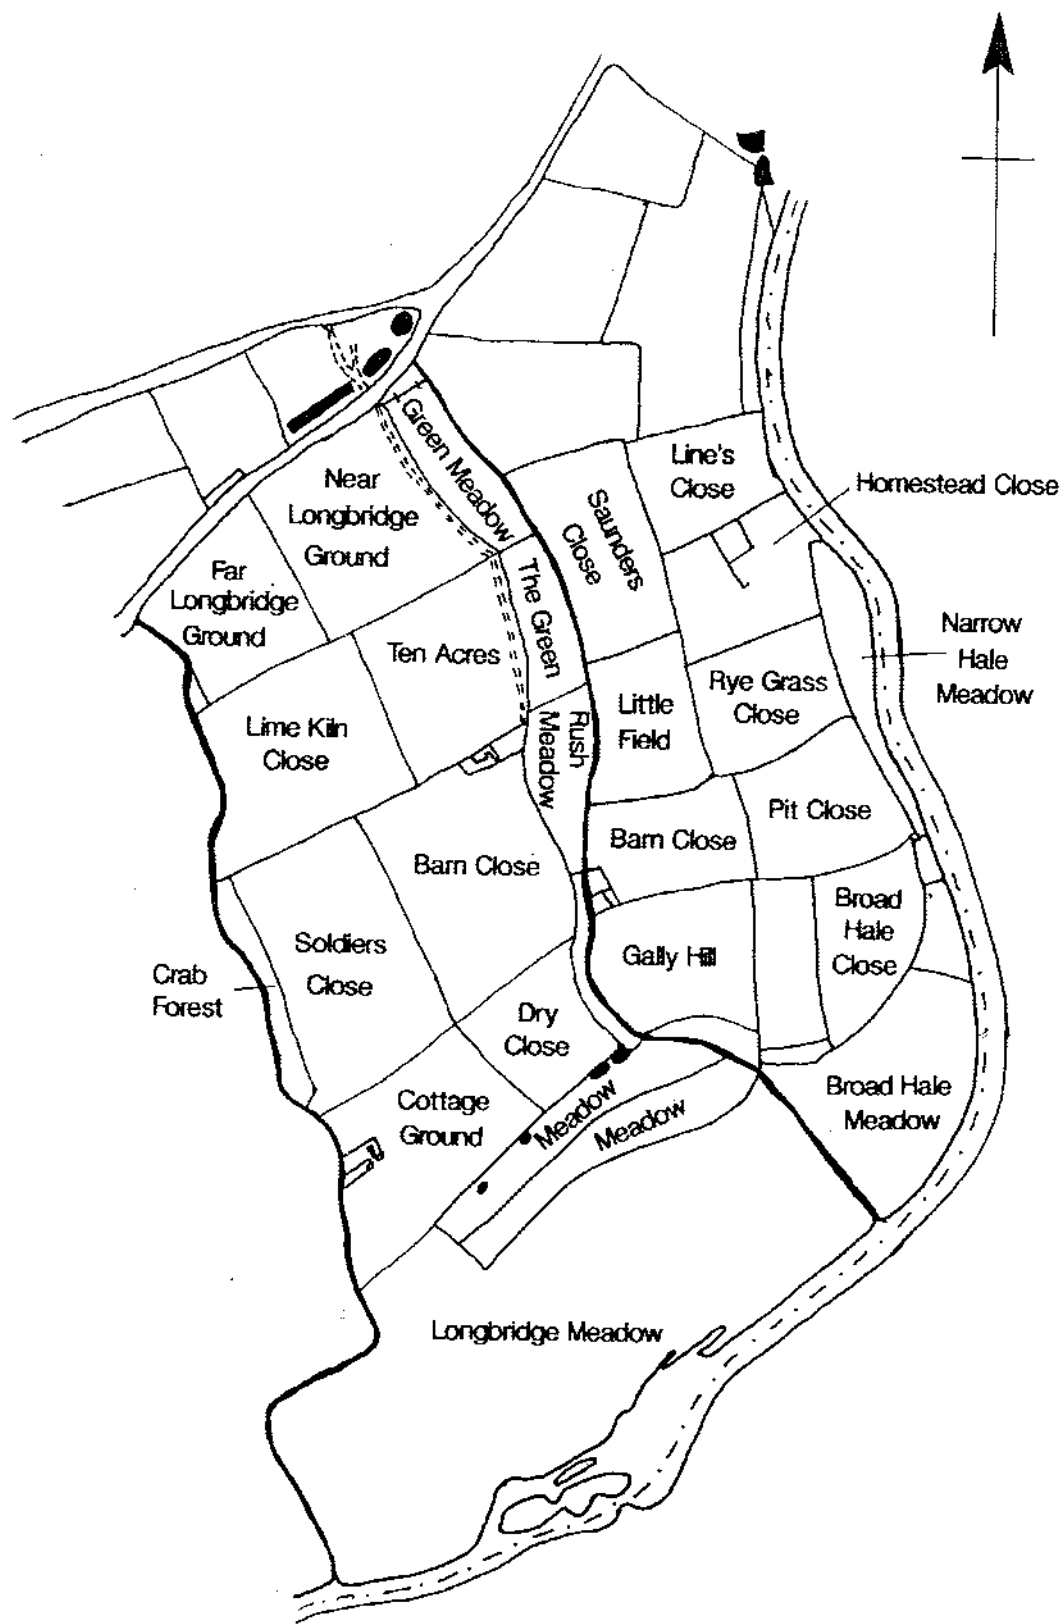 Green Meadow
Line's
Close
Near
Longbridge
Ground
Saunders
Close
Homestead Close
Far
Longbridge
Ground
The Green
Ten Acres
Narrow
Hale
Meadow
Rye Grass
Close
Little
Field
Lime Kiln
Close
Rush
Meadow
Pit Close
Barn Close
Barn Close
Broad
Hale
Close
Soldiers
Close
Gally Hill
Crab
Forest
Dry
Close
Cottage
Ground
Meadow
Meadow
Broad Hale
Meadow
Longbridge Meadow